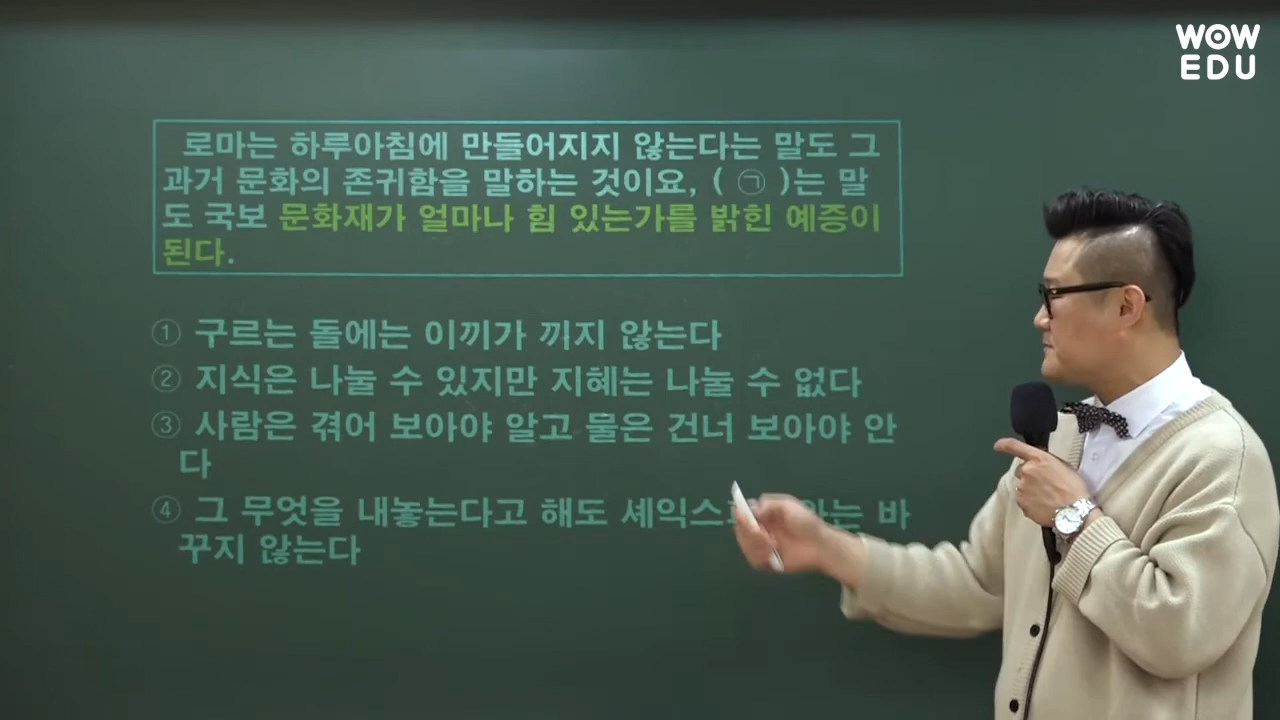 WOW
EDU
로마는 하루아침에 만들어지지 않는다는 말도 그
과거 문화의 존귀함을 말하는 것이요, ( ㉠ )는 말
도 국보 문화재가 얼마나 힘 있는가를 밝힌 예증이
된다.
① 구르는 돌에는 이끼가 끼지 않는다
② 지식은 나눌 수 있지만 지혜는 나눌 수 없다
③ 사람은 겪어 보아야 알고 물은 건너 보아야 안
다
④ 그 무엇을 내놓는다고 해도 바
꾸지 않는다